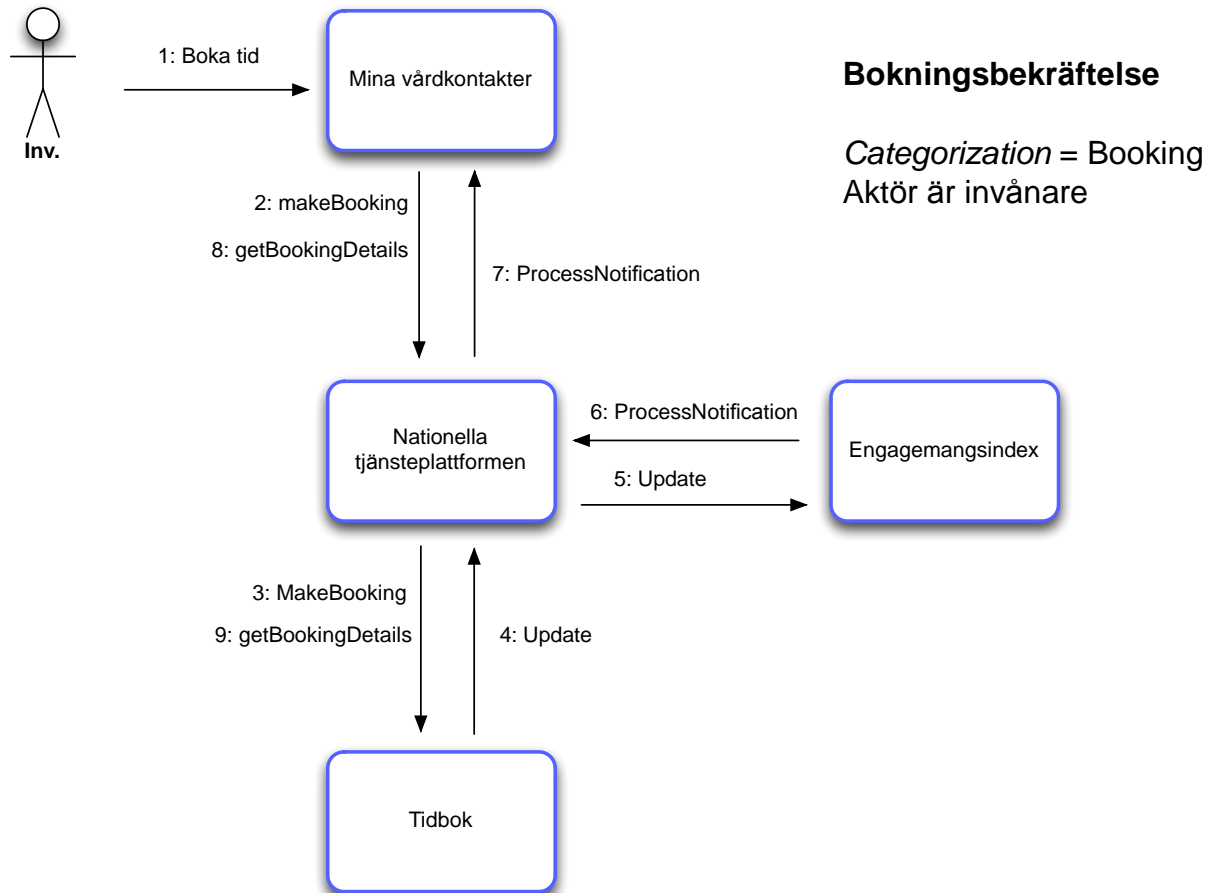 1: Boka tid
Inv.
Mina vårdkontakter
Bokningsbekräftelse
Categorization = Booking
Aktör är invånare
2: makeBooking
8: getBookingDetails
7: ProcessNotification
Nationella
tjänsteplattformen
6: ProcessNotification
5: Update
Engagemangsindex
3: MakeBooking
9: getBookingDetails
4: Update
Tidbok